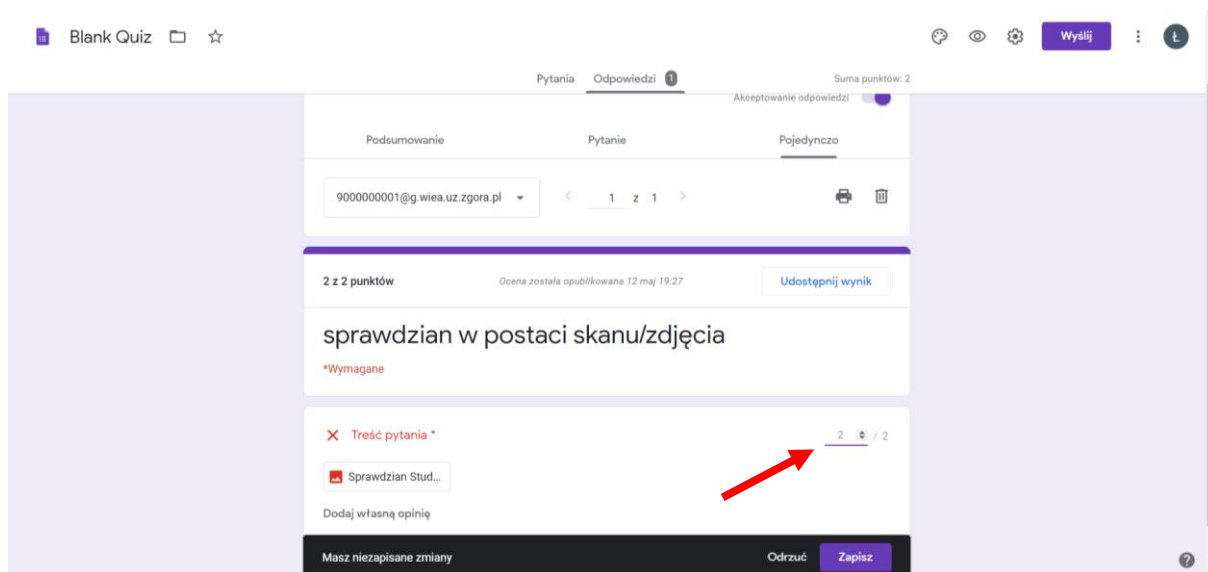 Blank Quiz
Wyślij
Ł
Pytania Odpowiedzi 1
Suma punktów: 2
Akceptowanie odpowiedzi
Podsumowanie Pytanie Pojedynczo
9000000001@g.wiea.uz.zgora.pl
1 z 1
2 z 2 punktów
Ocena została opublikowana 12 maj 19:27
Udostępnij wynik
sprawdzian w postaci skanu/zdjęcia
*Wymagane
Treść pytania *
2 / 2
Sprawdzian Stud...
Dodaj własną opinię
Masz niezapisane zmiany
Odrzuć Zapisz